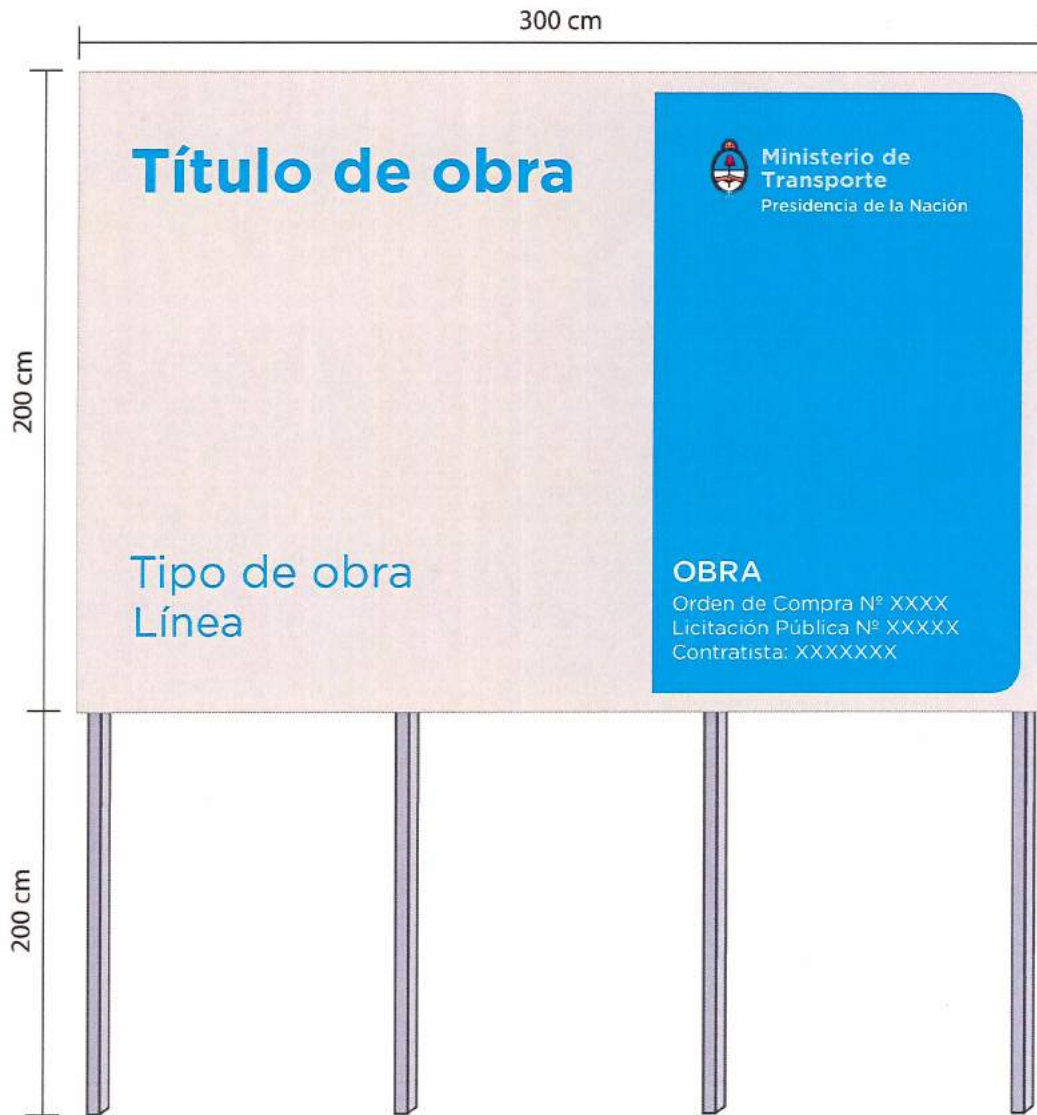 300 cm
200 cm
Título de obra
Ministerio de
Transporte
Presidencia de la Nación
Tipo de obra
Línea
OBRA
Orden de Compra Nº XXXX
Licitación Pública Nº XXXXX
Contratista: XXXXXXX
200 cm